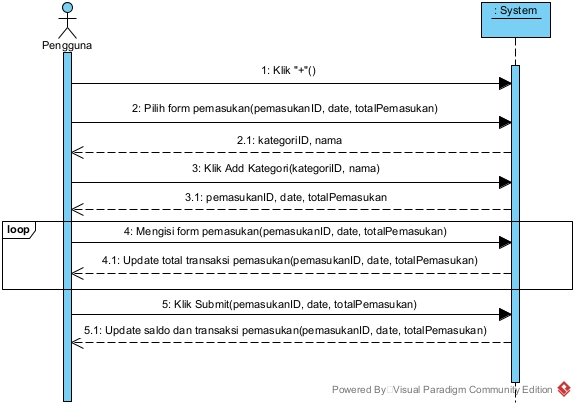 : System
Pengguna
1: Klik "+"()
2: Pilih form pemasukan(pemasukanID, date, totalPemasukan)
2.1: kategoriID, nama
3: Klik Add Kategori(kategoriID, nama)
3.1: pemasukanID, date, totalPemasukan
loop
4: Mengisi form pemasukan(pemasukanID, date, totalPemasukan)
4.1: Update total transaksi pemasukan(pemasukanID, date, totalPemasukan)
5: Klik Submit(pemasukanID, date, totalPemasukan)
5.1: Update saldo dan transaksi pemasukan(pemasukanID, date, totalPemasukan)
Powered By Visual Paradigm Community Edition